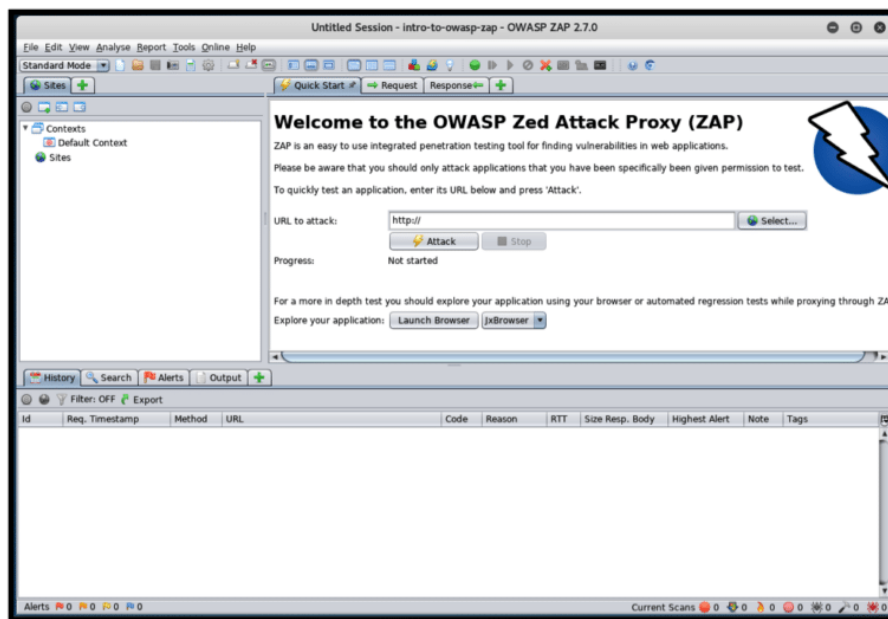 Untitled Session - intro-to-owasp-zap - OWASP ZAP 2.7.0
File Edit View Analyse Report Tools Online Help
Standard Mode
Sites
Quick Start Request Response
Contexts
Default Context
Sites
Welcome to the OWASP Zed Attack Proxy (ZAP)
ZAP is an easy to use integrated penetration testing tool for finding vulnerabilities in web applications.
Please be aware that you should only attack applications that you have been specifically been given permission to test.
To quickly test an application, enter its URL below and press 'Attack'.
URL to attack: http:// Select...
Attack Stop
Progress: Not started
For a more in depth test you should explore your application using your browser or automated regression tests while proxying through ZA
Explore your application: Launch Browser JxBrowser
History Search Alerts Output
Filter: OFF Export
Id Req. Timestamp Method URL Code Reason RTT Size Resp. Body Highest Alert Note Tags
Alerts 0 0 0 0 Current Scans 0 0 0 0 0 0 0